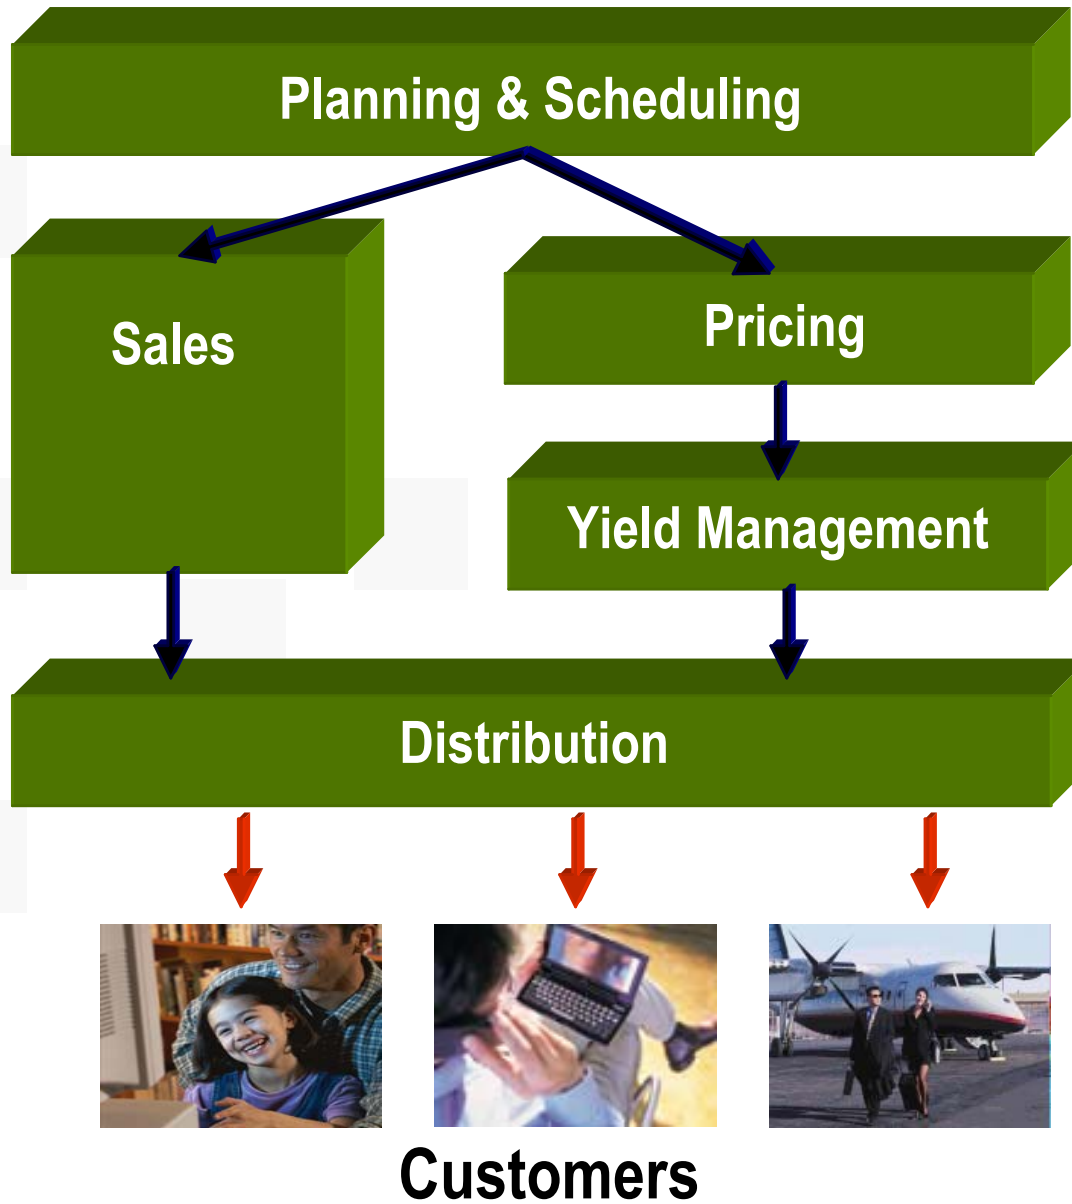 Planning & Scheduling
Sales
Pricing
Yield Management
Distribution
Customers